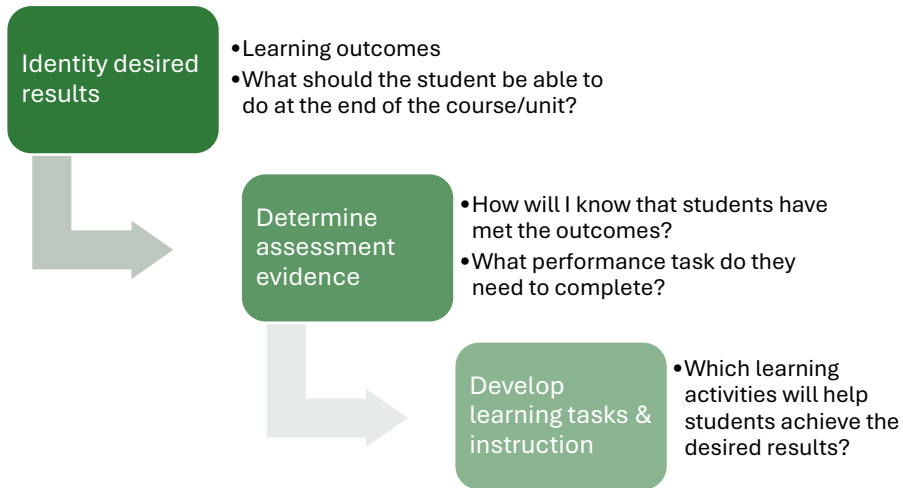 Identity desired
results
•Learning outcomes
•What should the student be able to
do at the end of the course/unit?
Determine
assessment
evidence
•How will I know that students have
met the outcomes?
•What performance task do they
need to complete?
Develop
learning tasks &
instruction
•Which learning
activities will help
students achieve the
desired results?